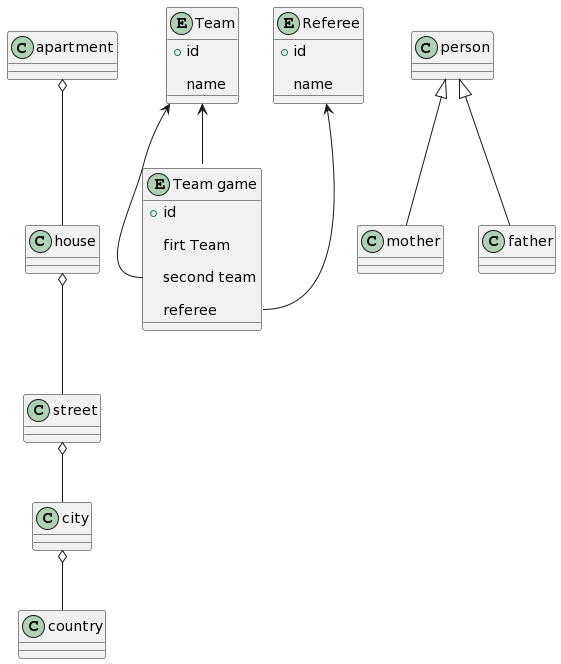 C apartment
E Team
+ id
name
E Referee
+ id
name
C person
E Team game
+ id
firt Team
second team
referee
C house
C mother
C father
C street
C city
C country